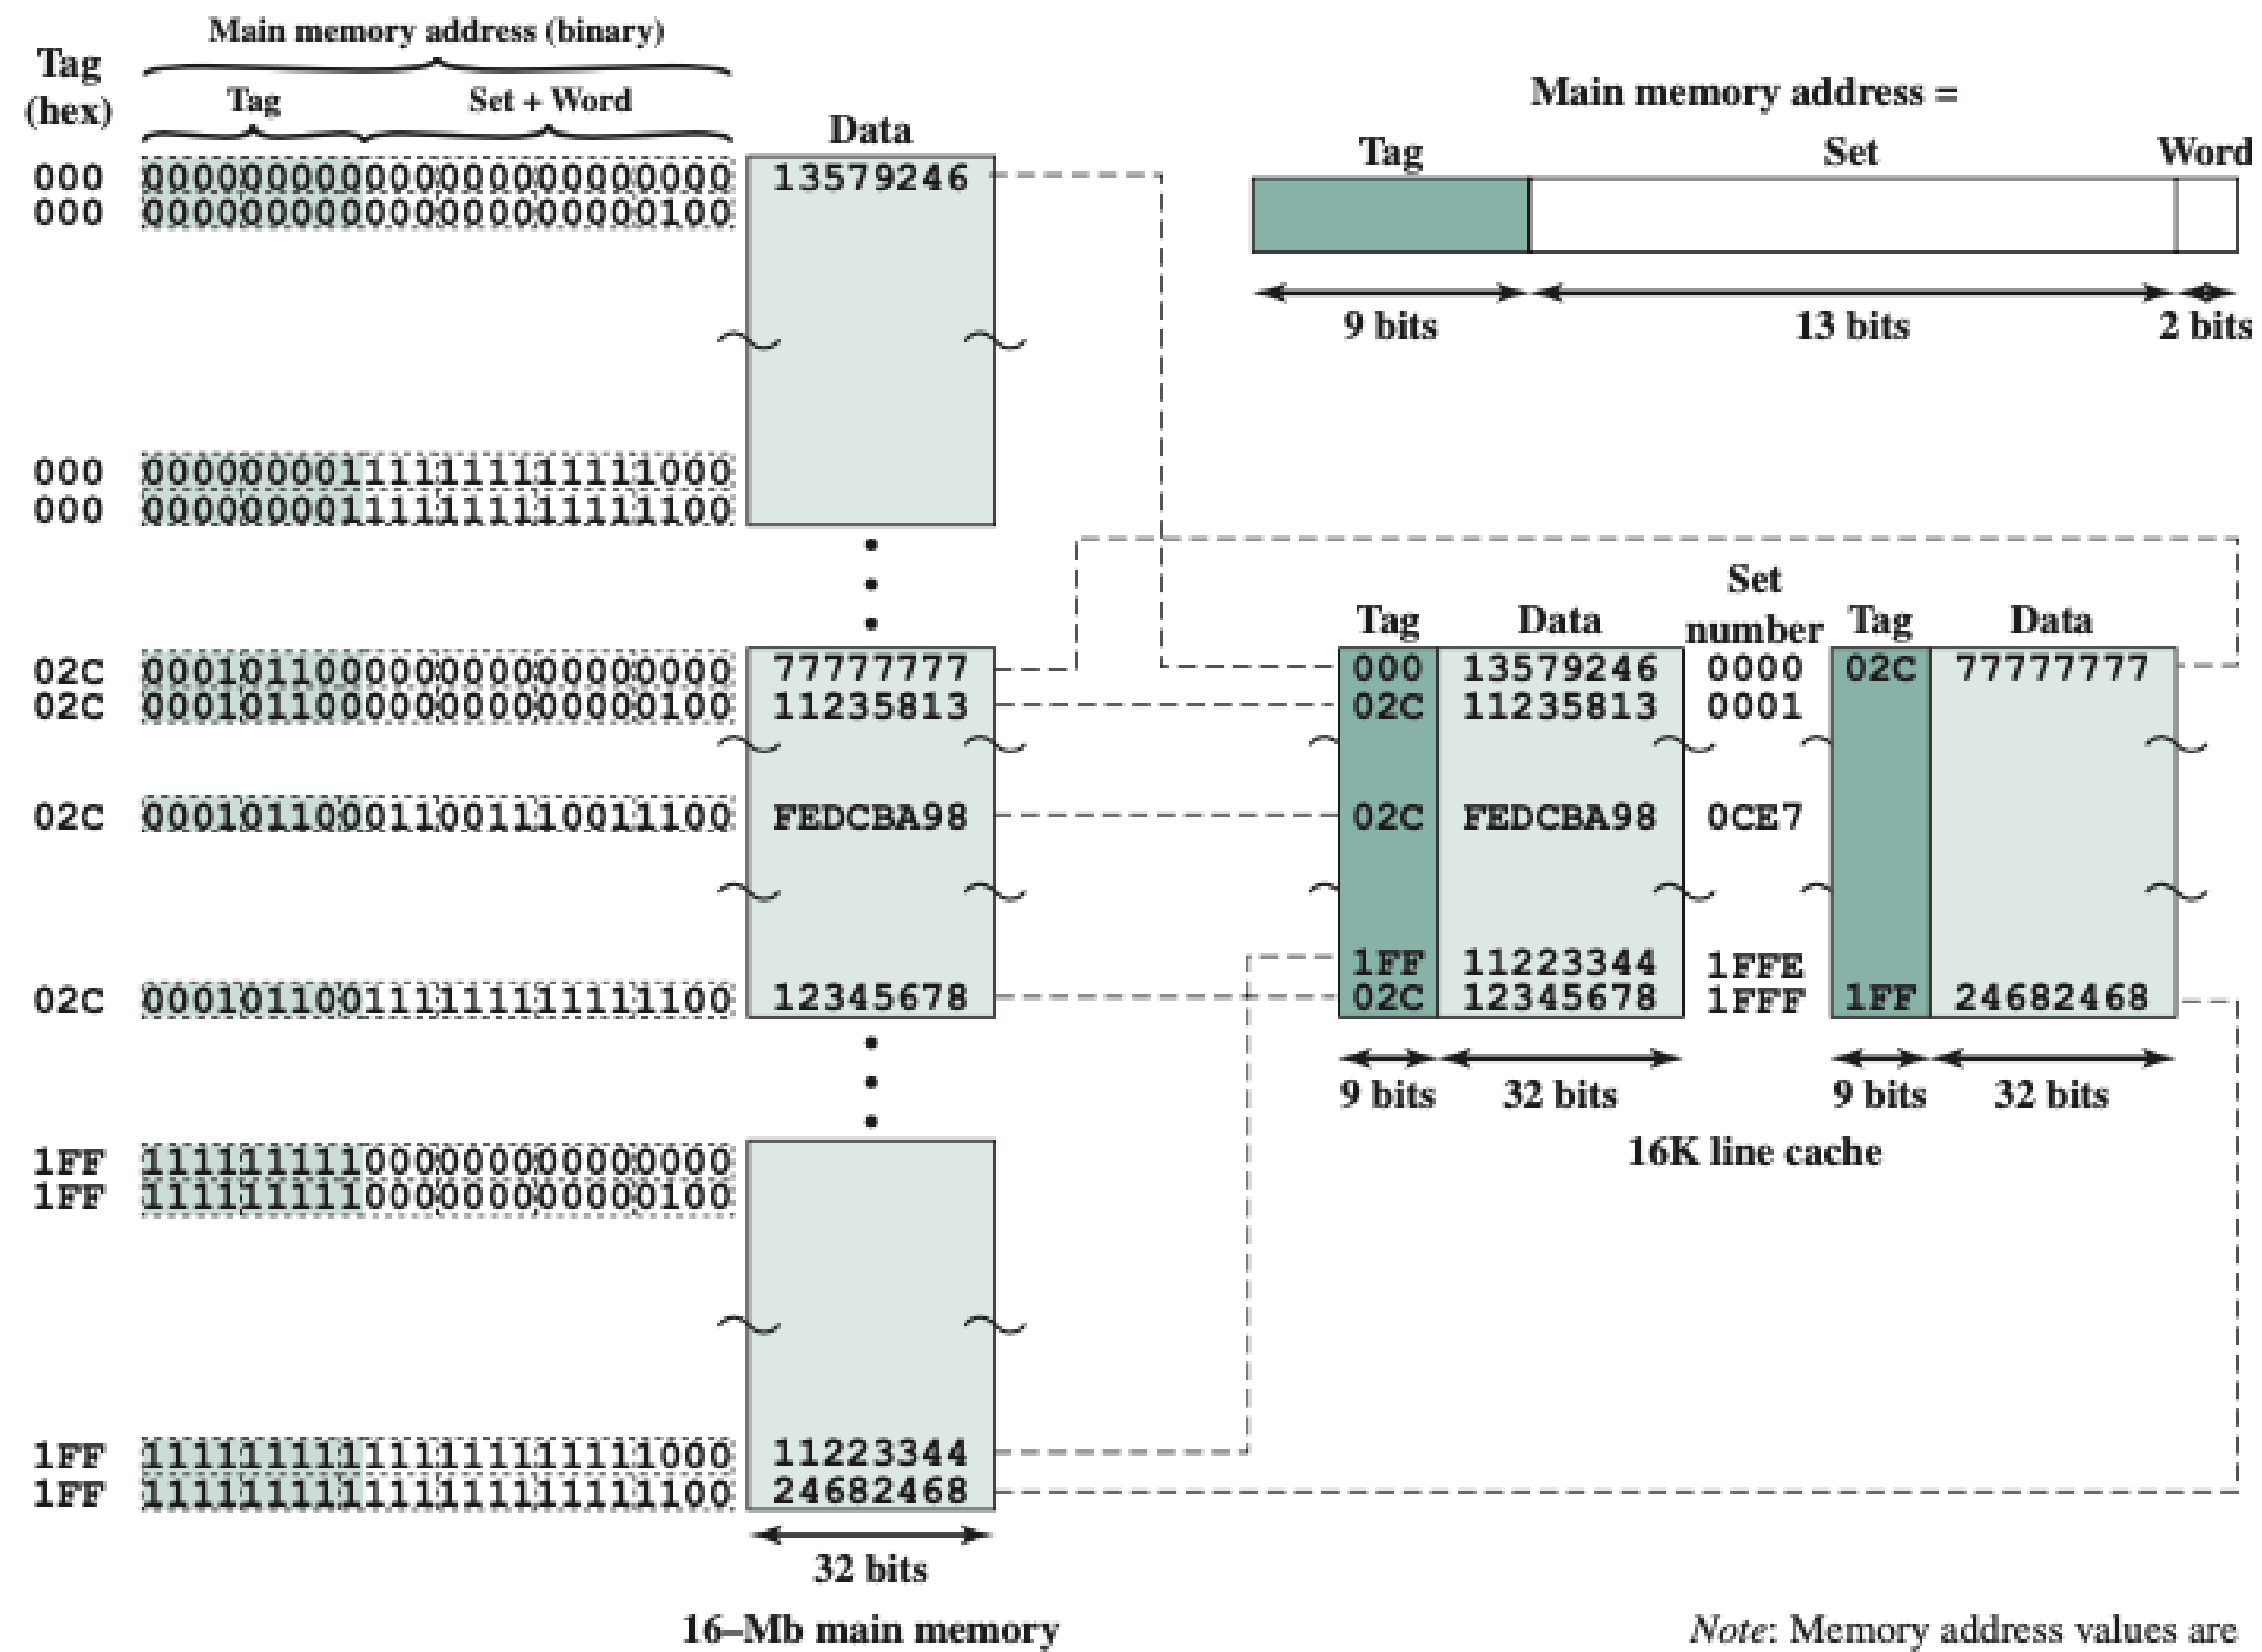 Main memory address (binary)
Tag
(hex)
Tag
Set + Word
Data
000 000000000000000000000000 13579246
000 000000000000000000000100
000 000000001111111111111000
000 000000001111111111111100
02C 000101100000000000000000 77777777
02C 000101100000000000000100 11235813
02C 000101100011001110011100 FEDCBA98
02C 000101100111111111111100 12345678
1FF 111111111000000000000000
1FF 111111111000000000000100
1FF 111111111111111111111000 11223344
1FF 111111111111111111111100 24682468
32 bits
16–Mb main memory
Main memory address =
Tag Set Word
9 bits 13 bits 2 bits
Set
Tag Data number Tag Data
000 13579246 0000 02C 77777777
02C 11235813 0001
02C FEDCBA98 0CE7
1FF 11223344 1FFE
02C 12345678 1FFF 1FF 24682468
9 bits 32 bits 9 bits 32 bits
16K line cache
Note: Memory address values are